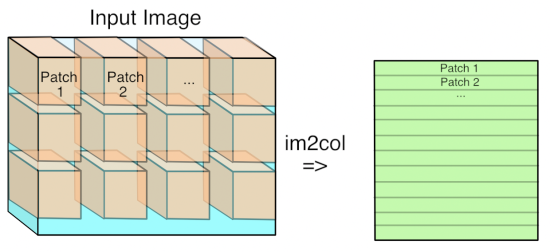 Input Image
Patch
1
Patch
2
...
im2col
=>
Patch 1
Patch 2
...